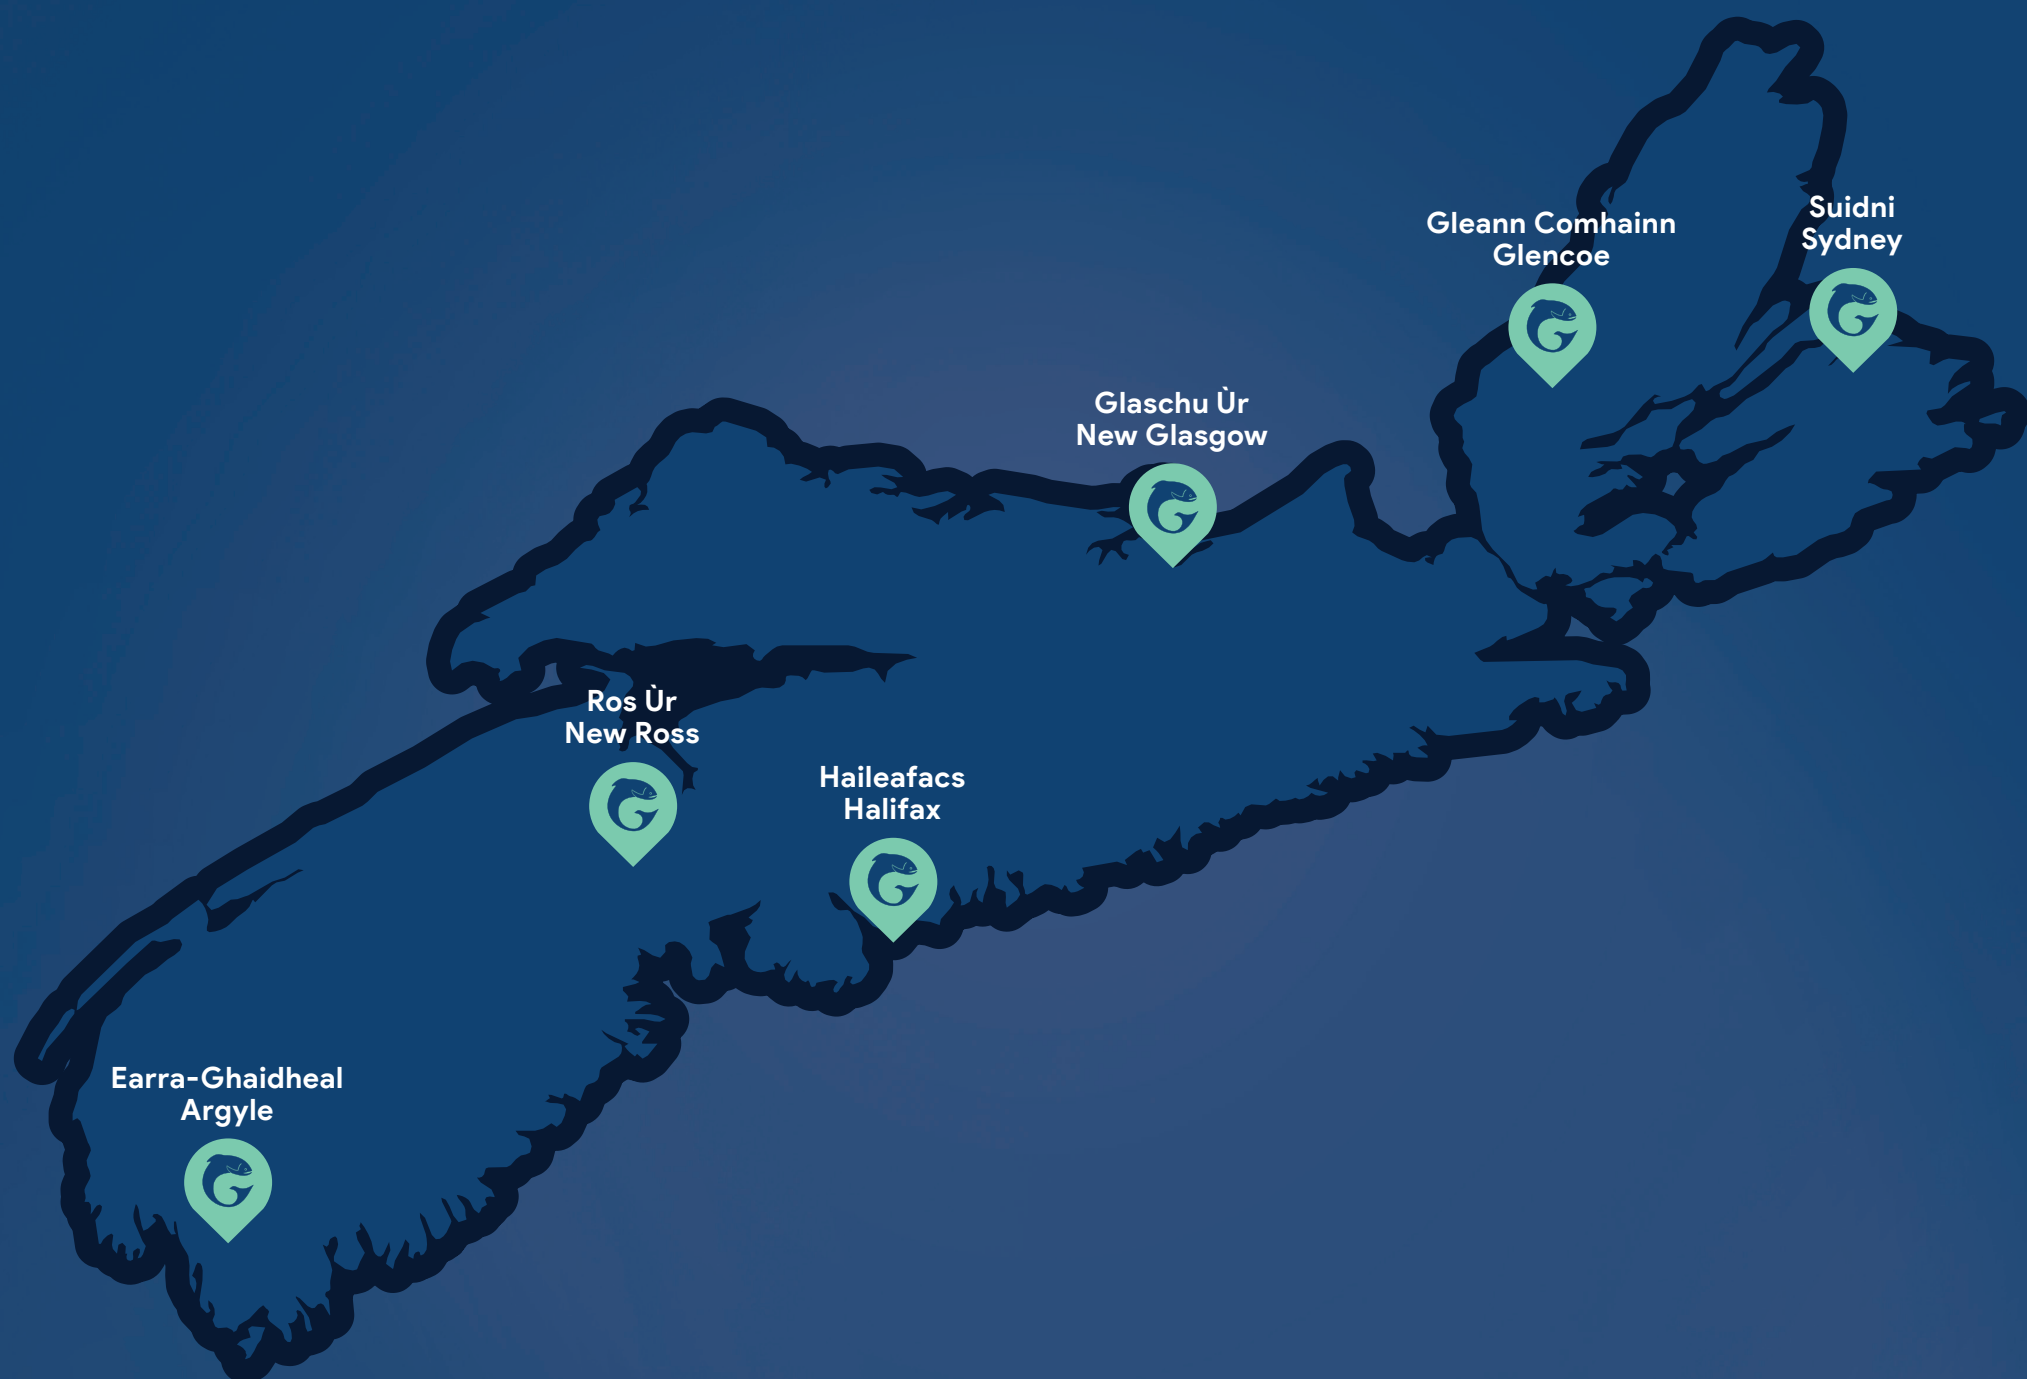 Suidni
Sydney
Gleann Comhainn
Glencoe
Glaschu Ùr
New Glasgow
Ros Ùr
New Ross
Haileafacs
Halifax
Earra-Ghaidheal
Argyle